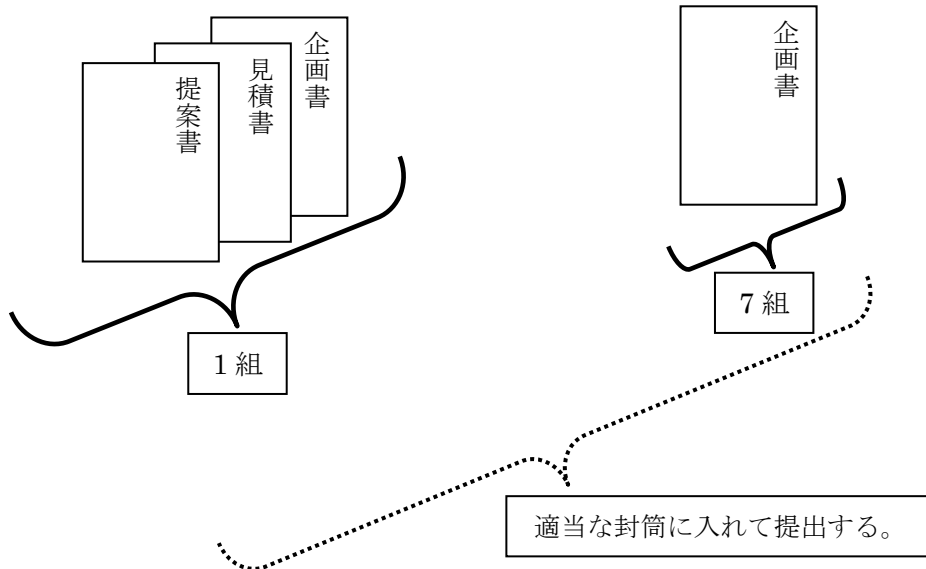 提案書
見積書
企画書
企画書
1組
7組
適当な封筒に入れて提出する。